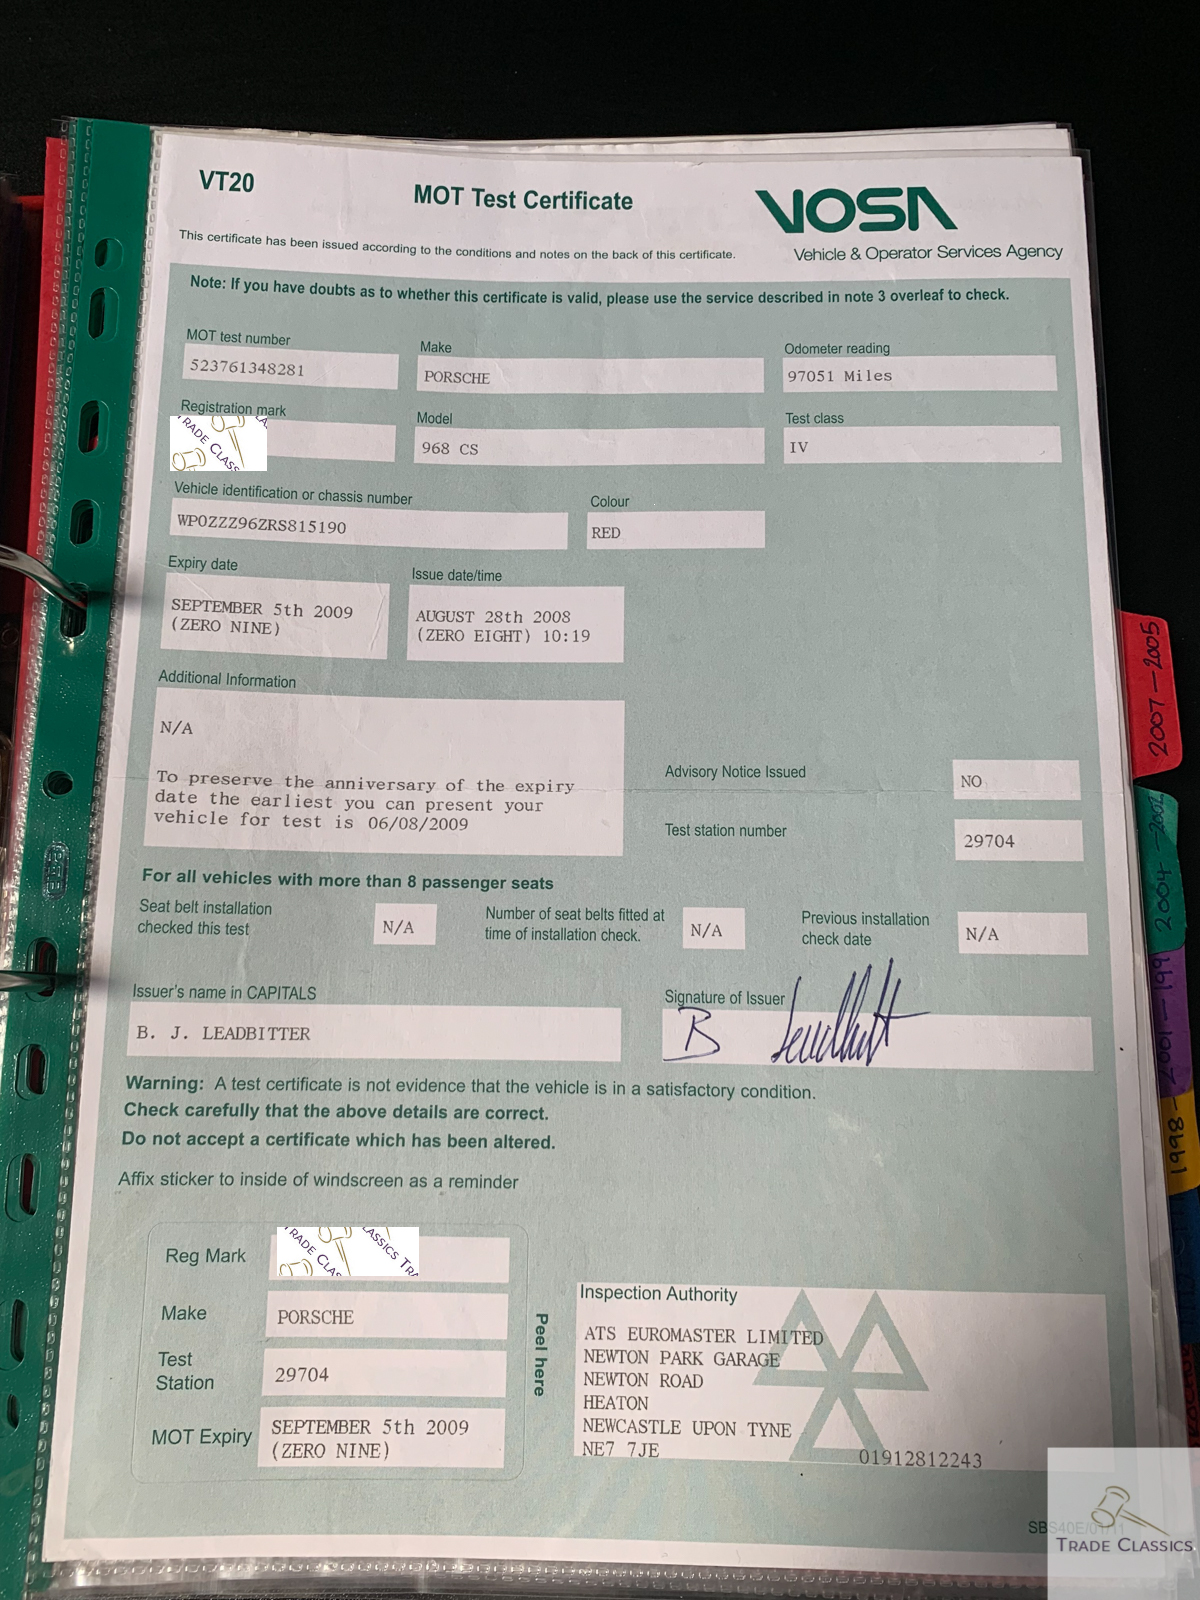 VT20
MOT Test Certificate
VOSA
Vehicle & Operator Services Agency
This certificate has been issued according to the conditions and notes on the back of this certificate.
Note: If you have doubts as to whether this certificate is valid, please use the service described in note 3 overleaf to check.
MOT test number
523761348281
Make
PORSCHE
Odometer reading
97051 Miles
Registration mark
TRADE CLASS
Model
968 CS
Test class
IV
Vehicle identification or chassis number
WP0ZZZ96ZRS815190
Colour
RED
Expiry date
SEPTEMBER 5th 2009
(ZERO NINE)
Issue date/time
AUGUST 28th 2008
(ZERO EIGHT) 10:19
Additional Information
N/A
To preserve the anniversary of the expiry
date the earliest you can present your
vehicle for test is 06/08/2009
Advisory Notice Issued
NO
Test station number
29704
For all vehicles with more than 8 passenger seats
Seat belt installation
checked this test
N/A
Number of seat belts fitted at
time of installation check.
N/A
Previous installation
check date
N/A
Issuer's name in CAPITALS
B. J. LEADBITTER
Signature of Issuer
B Leadbitt
Warning: A test certificate is not evidence that the vehicle is in a satisfactory condition.
Check carefully that the above details are correct.
Do not accept a certificate which has been altered.
Affix sticker to inside of windscreen as a reminder
Reg Mark
TRADE CLAS
ASSICS TRA
Make
PORSCHE
Test
Station
29704
MOT Expiry
SEPTEMBER 5th 2009
(ZERO NINE)
Peel here
Inspection Authority
ATS EUROMASTER LIMITED
NEWTON PARK GARAGE
NEWTON ROAD
HEATON
NEWCASTLE UPON TYNE
NE7 7JE
01912812243
2007 - 2005
2004 - 2002
2001 - 199
1998 -
TRADE CLASSICS